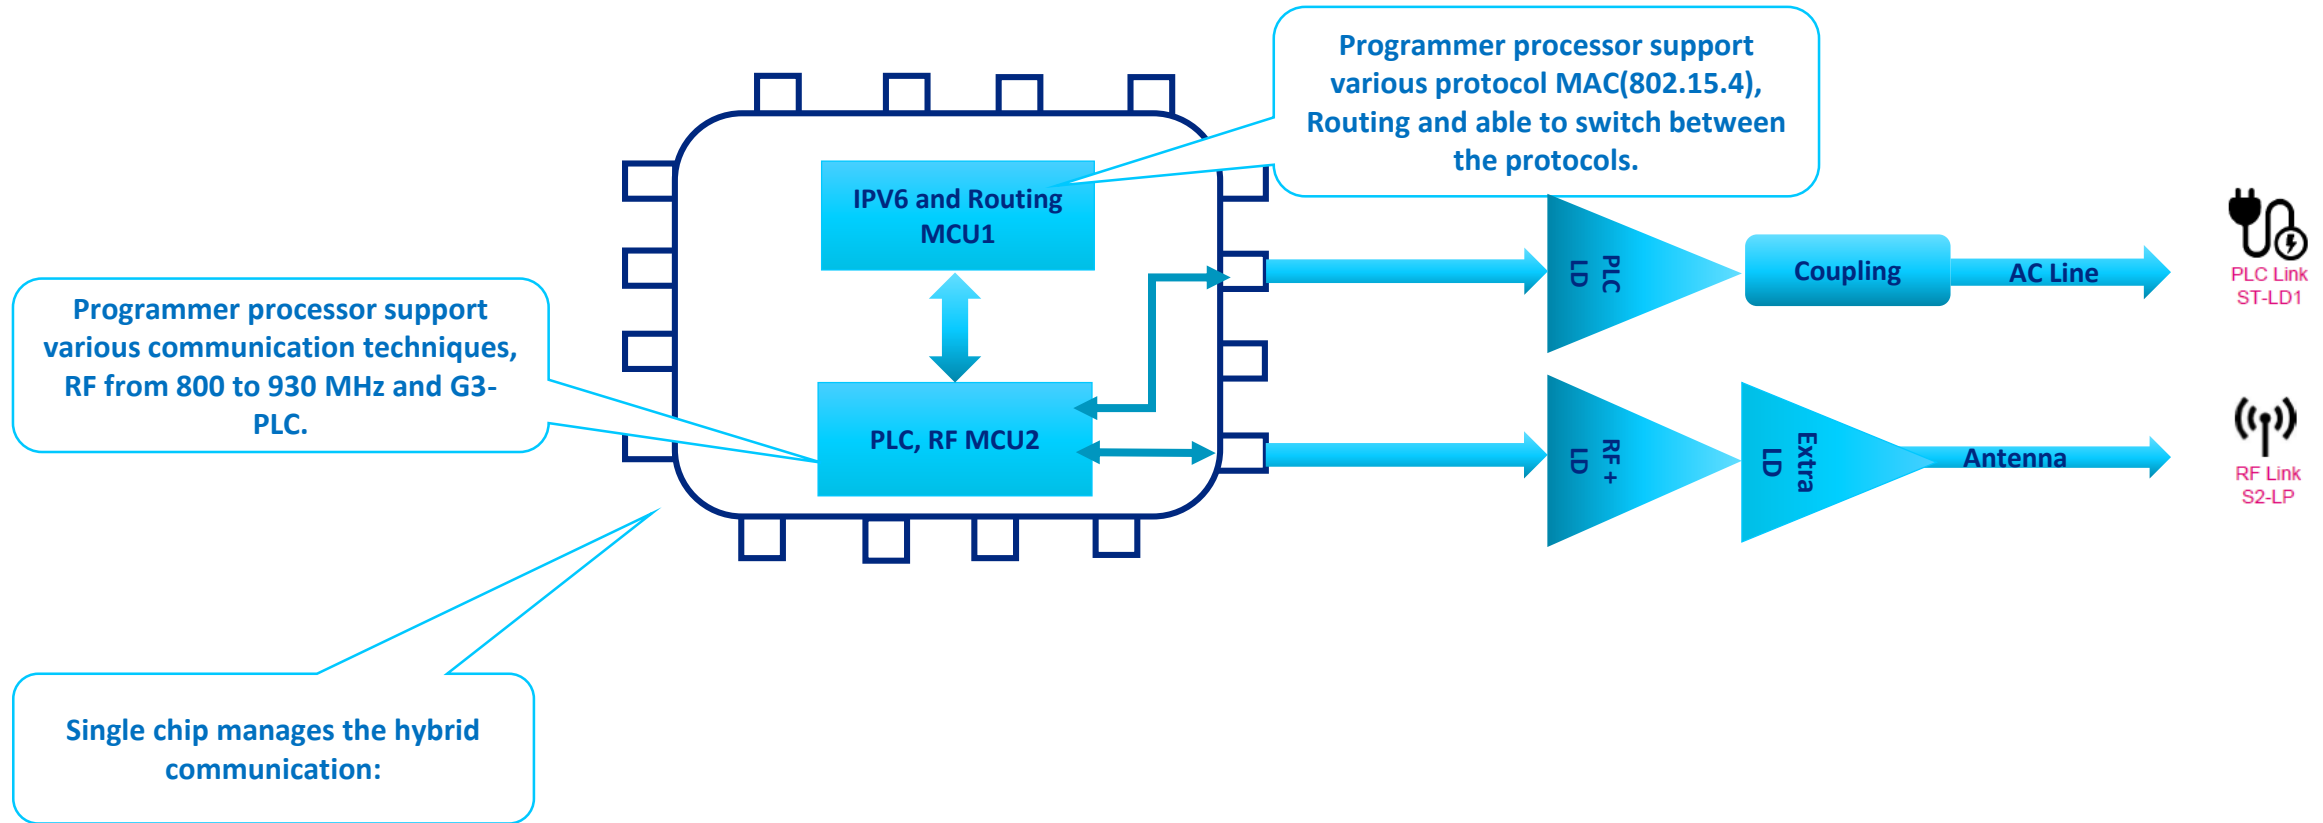 Programmer processor support
various protocol MAC(802.15.4),
Routing and able to switch between
the protocols.
IPV6 and Routing
MCU1
Programmer processor support
various communication techniques,
RF from 800 to 930 MHz and G3-
PLC.
PLC, RF MCU2
PLC
LD
Coupling
AC Line
PLC Link
ST-LD1
RF +
LD
Extra
LD
Antenna
RF Link
S2-LP
Single chip manages the hybrid
communication: